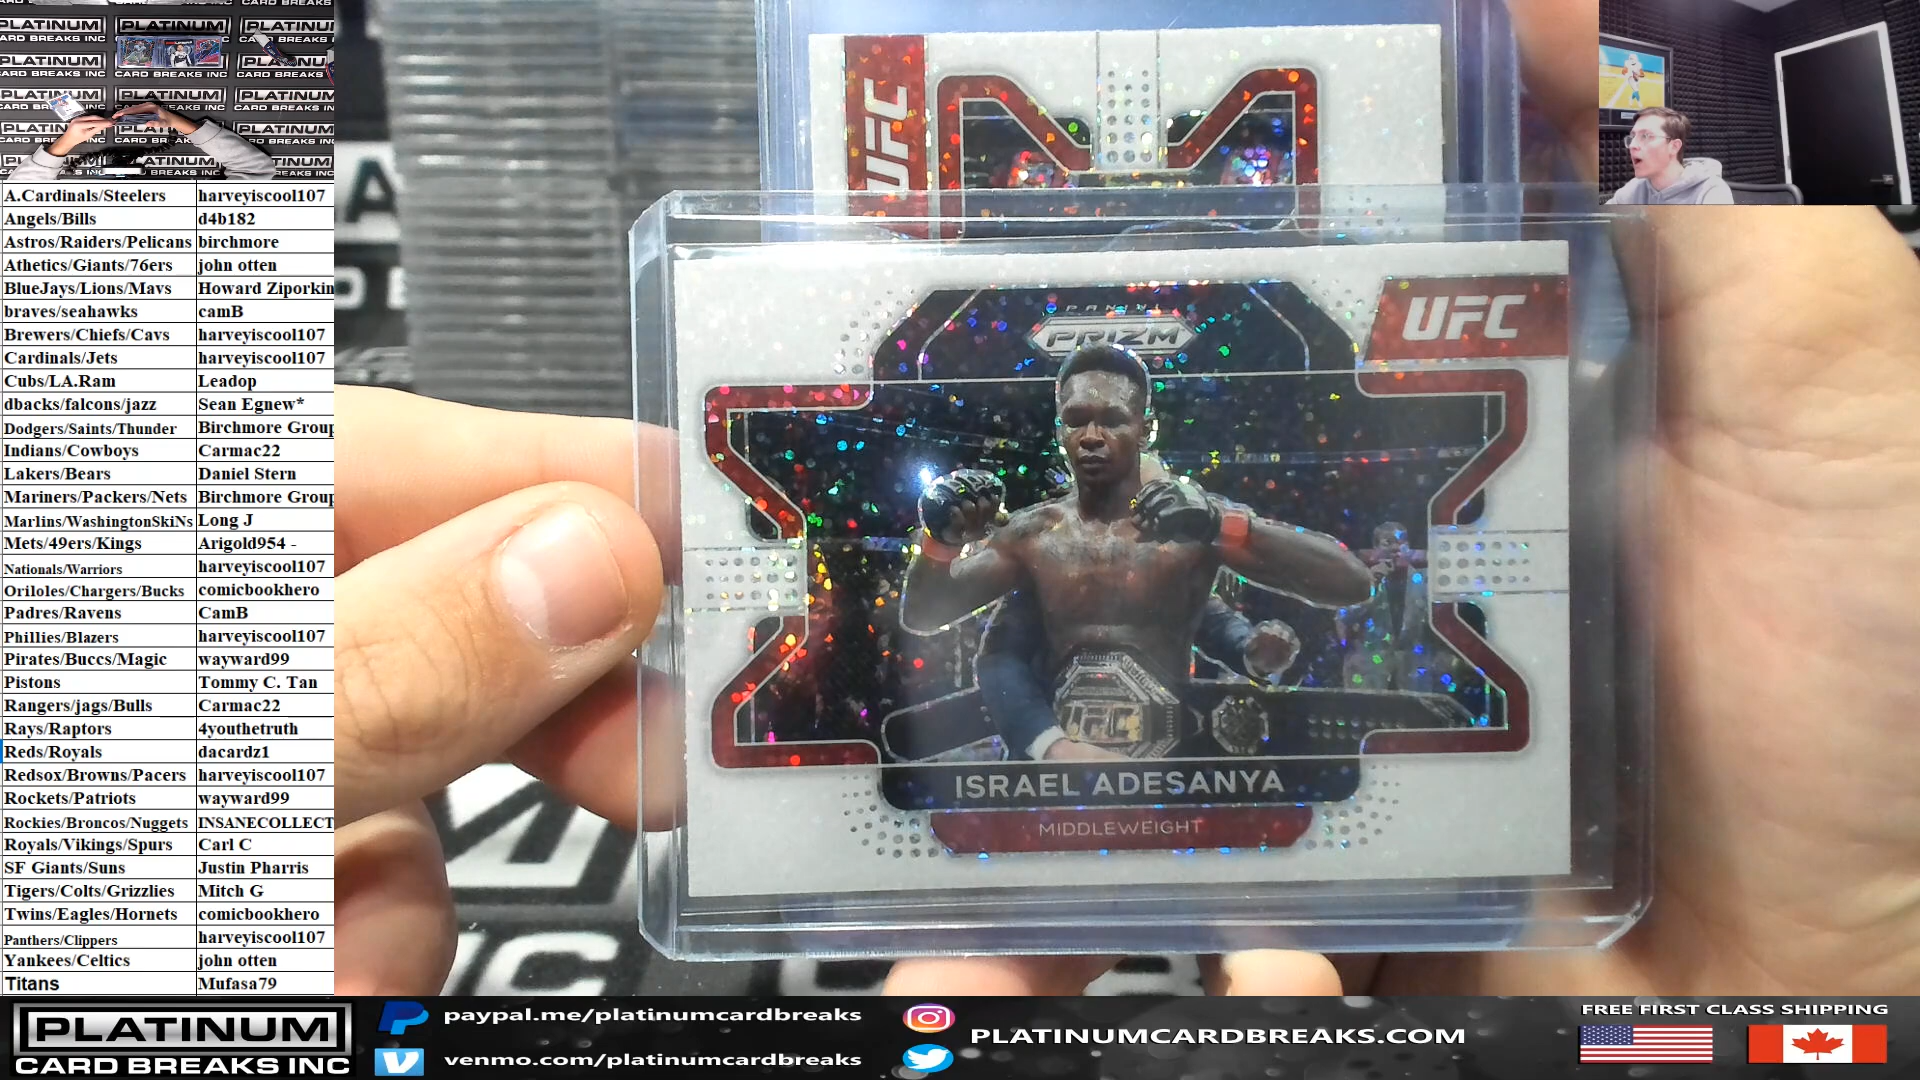 PLATINUM
CARD BREAKS INC
A.Cardinals/Steelers harveyiscool107
Angels/Bills d4b182
Astros/Raiders/Pelicans birchmore
Athetics/Giants/76ers john otten
BlueJays/Lions/Mavs Howard Ziporkin
braves/seahawks camB
Brewers/Chiefs/Cavs harveyiscool107
Cardinals/Jets harveyiscool107
Cubs/LA.Ram Leadop
dbacks/falcons/jazz Sean Egnew*
Dodgers/Saints/Thunder Birchmore Group
Indians/Cowboys Carmac22
Lakers/Bears Daniel Stern
Mariners/Packers/Nets Birchmore Group
Marlins/WashingtonSkiNs Long J
Mets/49ers/Kings Arigold954 -
Nationals/Warriors harveyiscool107
Oriloles/Chargers/Bucks comicbookhero
Padres/Ravens CamB
Phillies/Blazers harveyiscool107
Pirates/Buccs/Magic wayward99
Pistons Tommy C. Tan
Rangers/jags/Bulls Carmac22
Rays/Raptors 4youthetruth
Reds/Royals dacardz1
Redsox/Browns/Pacers harveyiscool107
Rockets/Patriots wayward99
Rockies/Broncos/Nuggets INSANECOLLECT
Royals/Vikings/Spurs Carl C
SF Giants/Suns Justin Pharris
Tigers/Colts/Grizzlies Mitch G
Twins/Eagles/Hornets comicbookhero
Panthers/Clippers harveyiscool107
Yankees/Celtics john otten
Titans Mufasa79
UFC
PANINI
PRIZM
UFC
ISRAEL ADESANYA
MIDDLEWEIGHT
PLATINUM
CARD BREAKS INC
paypal.me/platinumcardbreaks
venmo.com/platinumcardbreaks
PLATINUMCARDBREAKS.COM
FREE FIRST CLASS SHIPPING